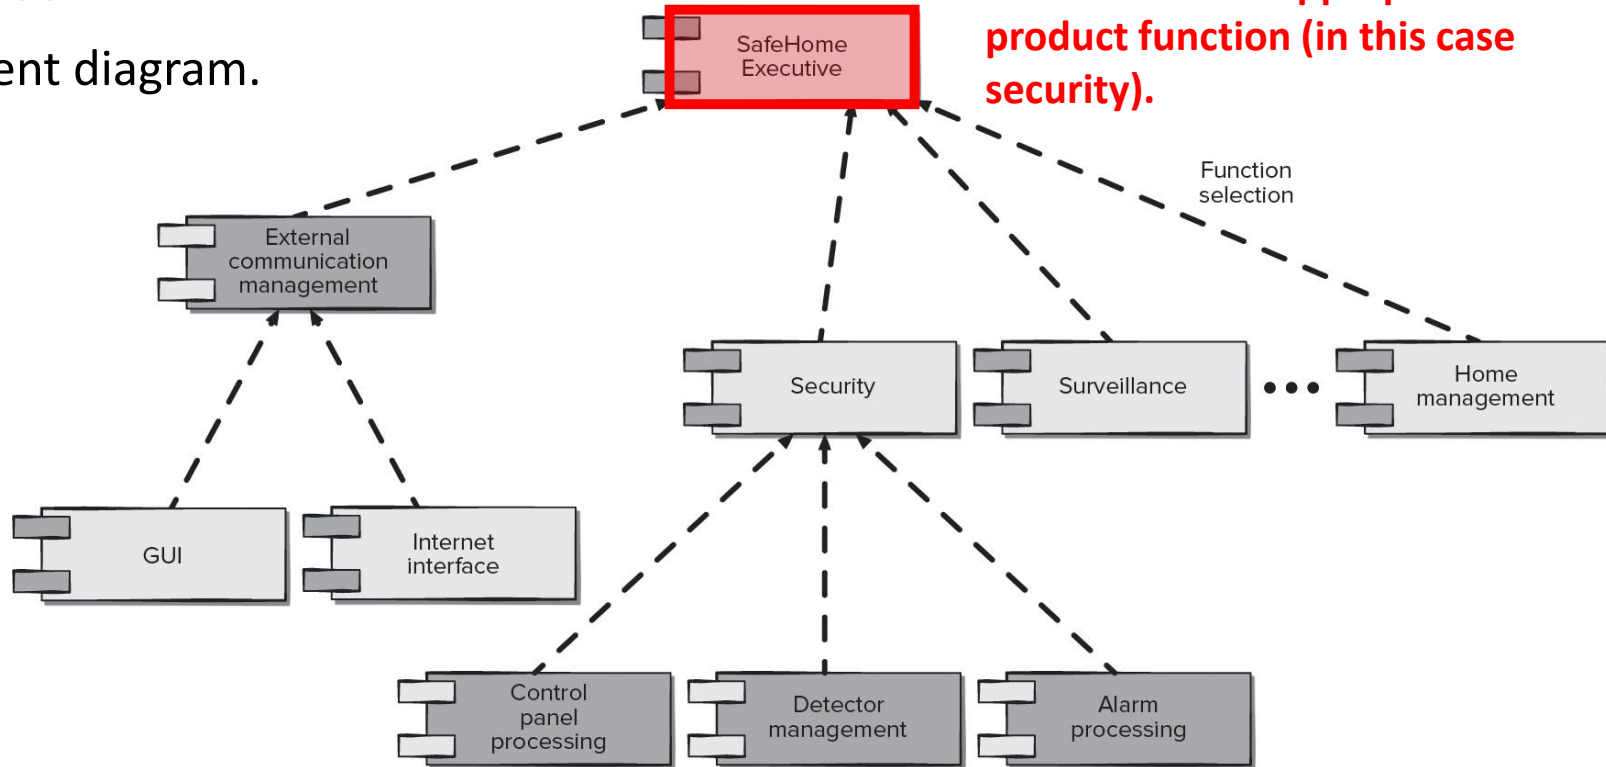 ent diagram.
product function (in this case
security).
SafeHome
Executive
Function
selection
External
communication
management
Security
Surveillance
Home
management
GUI
Internet
interface
Control
panel
processing
Detector
management
Alarm
processing